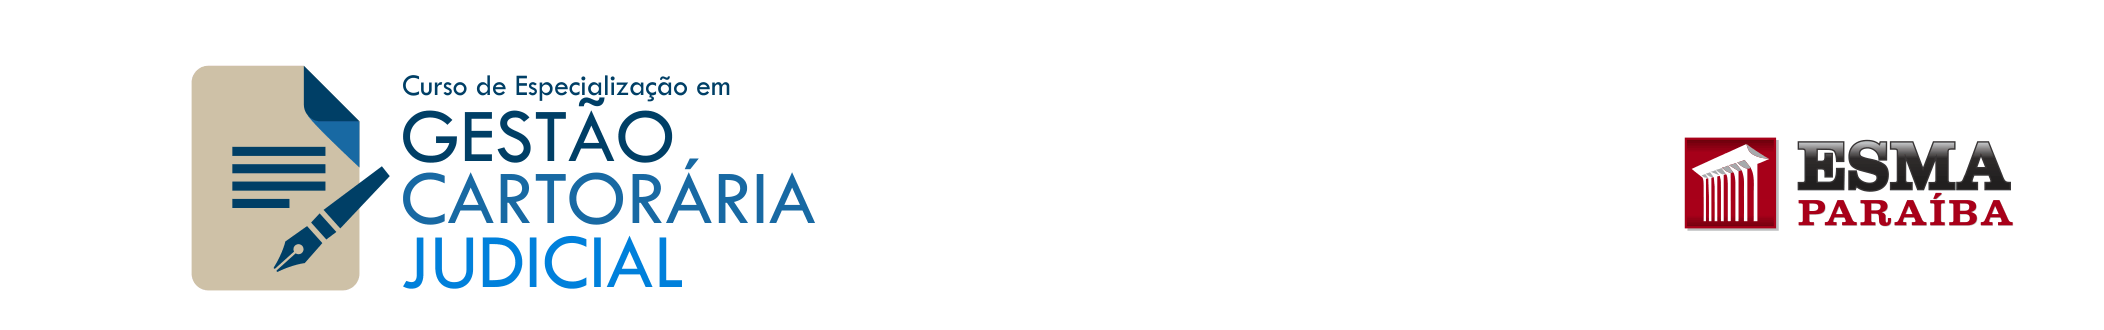 Curso de Especialização em
GESTÃO
CARTORÁRIA
JUDICIAL
ESMA
PARAÍBA